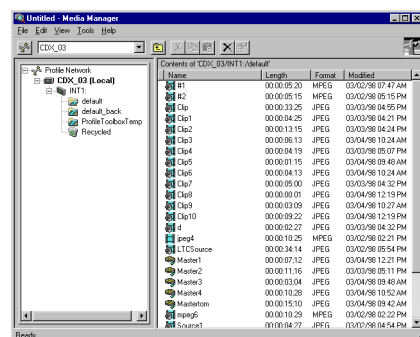 Untitled - Media Manager
File Edit View Tools Help
CDX_03
Contents of 'CDX_03/INT1:/default'
Profile Network
CDX_03 (Local)
INT1:
default
default_back
ProfileToolboxTemp
Recycled
Name Length Format Modified
#1 00:00:05:20 MPEG 03/02/98 07:47 AM
#2 00:00:05:15 MPEG 03/02/98 05:15 PM
Clip 00:00:33:25 JPEG 03/02/98 04:55 PM
Clip1 00:00:04:25 JPEG 03/02/98 04:21 PM
Clip2 00:00:13:15 JPEG 03/02/98 04:24 PM
Clip3 00:00:06:13 JPEG 03/04/98 10:24 AM
Clip4 00:00:04:19 JPEG 03/04/98 05:07 PM
Clip5 00:00:01:15 JPEG 03/04/98 09:48 AM
Clip6 00:00:04:13 JPEG 03/04/98 10:24 AM
Clip7 00:00:05:00 JPEG 03/03/98 04:32 PM
Clip8 00:00:00:01 JPEG 03/04/98 12:19 PM
Clip9 00:00:03:09 JPEG 03/04/98 10:27 AM
Clip10 00:00:09:22 JPEG 03/04/98 12:19 PM
d 00:00:02:27 JPEG 03/03/98 04:32 PM
jpeg4 00:00:10:25 MPEG 03/02/98 02:21 PM
LTCSource 00:00:34:14 JPEG 03/02/98 05:54 PM
Master1 00:00:07;12 JPEG 03/04/98 12:21 PM
Master2 00:00:11;16 JPEG 03/03/98 05:11 PM
Master3 00:00:03;04 JPEG 03/04/98 09:48 AM
Master4 00:00:10;28 JPEG 03/04/98 10:52 AM
Mastertom 00:00:15;10 JPEG 03/02/98 09:42 AM
mpeg6 00:00:10:29 MPEG 03/02/98 02:22 PM
Source1 00:00:04:27 JPEG 03/02/98 04:54 PM
Ready